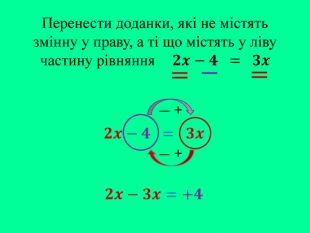 Перенести доданки, які не містять
змінну у праву, а ті що містять у ліву
частину рівняння 2x − 4 = 3x
— +
2x − 4 = 3x
— +
2x − 3x = +4